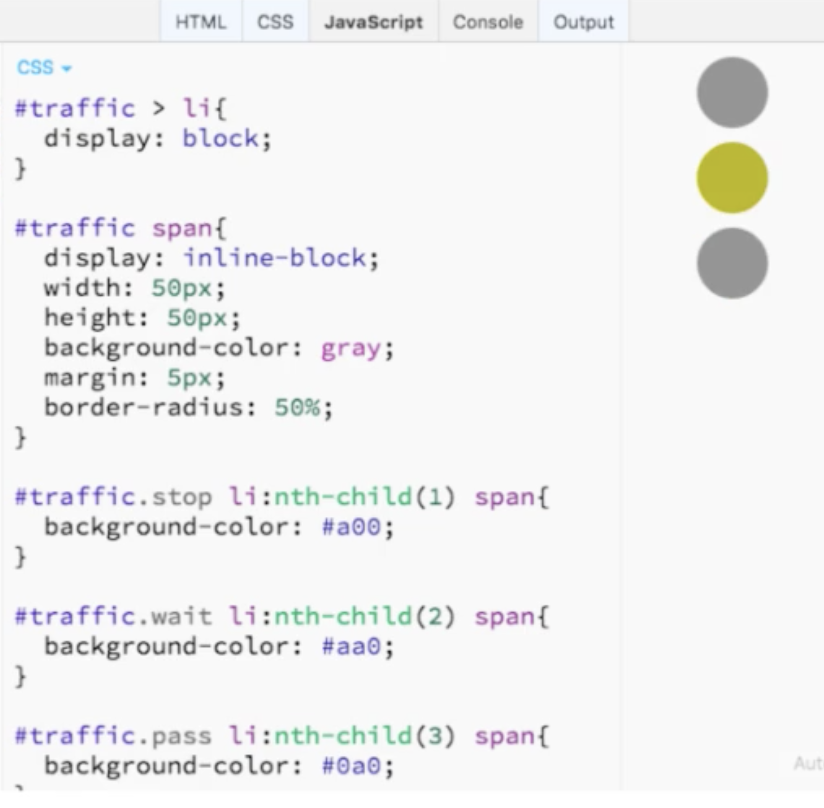 HTML CSS JavaScript Console Output
CSS
#traffic > li{
  display: block;
}
#traffic span{
  display: inline-block;
  width: 50px;
  height: 50px;
  background-color: gray;
  margin: 5px;
  border-radius: 50%;
}
#traffic.stop li:nth-child(1) span{
  background-color: #a00;
}
#traffic.wait li:nth-child(2) span{
  background-color: #aa0;
}
#traffic.pass li:nth-child(3) span{
  background-color: #0a0;